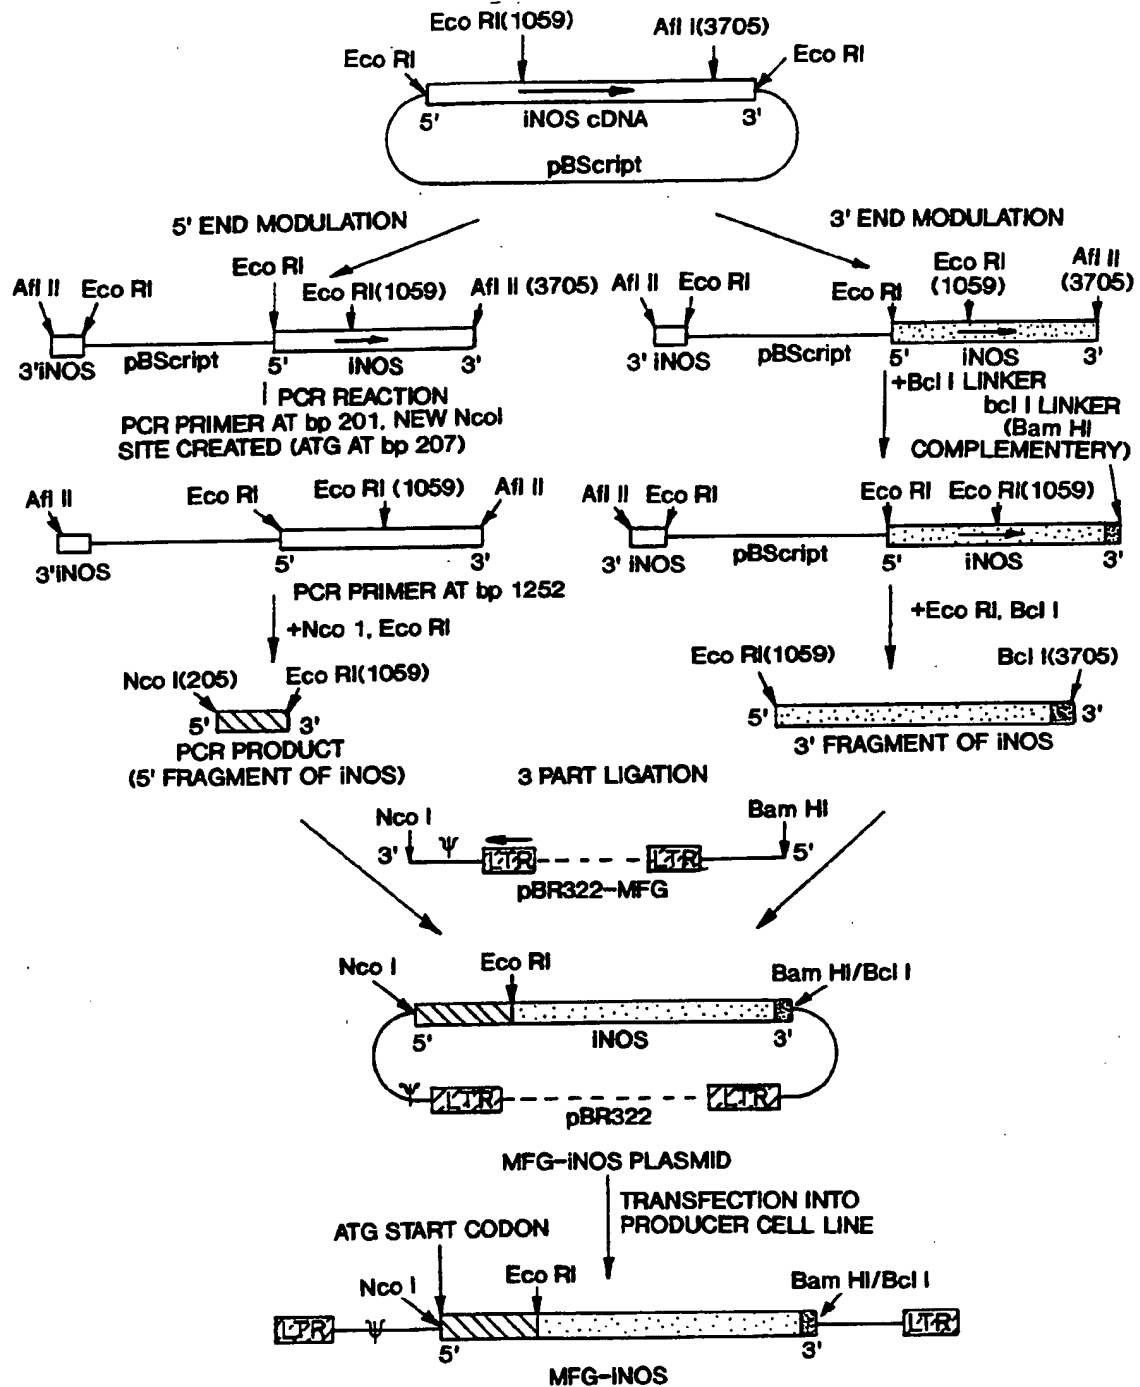 Eco RI(1059)
Afl I(3705)
Eco RI
Eco RI
5'
iNOS cDNA
3'
pBScript
5' END MODULATION
3' END MODULATION
Eco RI
Afl II
Eco RI
Eco RI(1059)
Afl II (3705)
3'iNOS
pBScript
5'
iNOS
3'
Afl II
Eco RI
Eco RI
Eco RI
(1059)
Afl II
(3705)
3' iNOS
pBScript
5'
iNOS
3'
PCR REACTION
PCR PRIMER AT bp 201, NEW NcoI
SITE CREATED (ATG AT bp 207)
+Bcl I LINKER
bcl I LINKER
(Bam HI
COMPLEMENTERY)
Afl II
Eco RI
Eco RI (1059)
Afl II
3'iNOS
5'
3'
Afl II
Eco RI
Eco RI
Eco RI(1059)
3' iNOS
pBScript
5'
iNOS
3'
PCR PRIMER AT bp 1252
+Nco 1, Eco RI
+Eco RI, Bcl I
Nco I(205)
Eco RI(1059)
5'
3'
PCR PRODUCT
(5' FRAGMENT OF iNOS)
Eco RI(1059)
Bcl I(3705)
5'
3'
3' FRAGMENT OF iNOS
3 PART LIGATION
Nco I
Bam HI
3'
Ψ
LTR
LTR
5'
pBR322-MFG
Nco I
Eco RI
Bam HI/Bcl I
5'
iNOS
3'
Ψ
LTR
LTR
pBR322
MFG-iNOS PLASMID
TRANSFECTION INTO
PRODUCER CELL LINE
ATG START CODON
Nco I
Eco RI
Bam HI/Bcl I
LTR
Ψ
LTR
5'
3'
MFG-iNOS